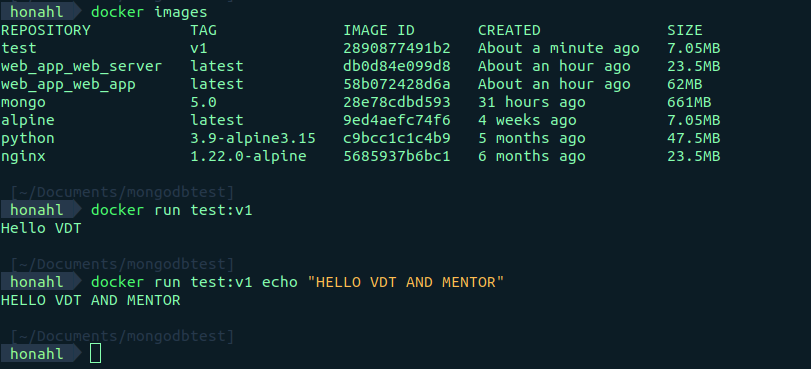 honahl docker images
REPOSITORY TAG IMAGE ID CREATED SIZE
test v1 2890877491b2 About a minute ago 7.05MB
web_app_web_server latest db0d84e099d8 About an hour ago 23.5MB
web_app_web_app latest 58b072428d6a About an hour ago 62MB
mongo 5.0 28e78cdbd593 31 hours ago 661MB
alpine latest 9ed4aefc74f6 4 weeks ago 7.05MB
python 3.9-alpine3.15 c9bcc1c1c4b9 5 months ago 47.5MB
nginx 1.22.0-alpine 5685937b6bc1 6 months ago 23.5MB
[~/Documents/mongodbtest]
honahl docker run test:v1
Hello VDT
[~/Documents/mongodbtest]
honahl docker run test:v1 echo "HELLO VDT AND MENTOR"
HELLO VDT AND MENTOR
[~/Documents/mongodbtest]
honahl